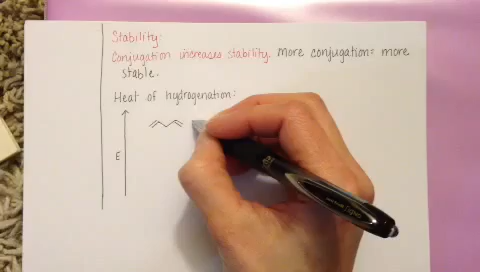 Stability:
Conjugation increases stability. more conjugation= more
stable.
Heat of hydrogenation:
E